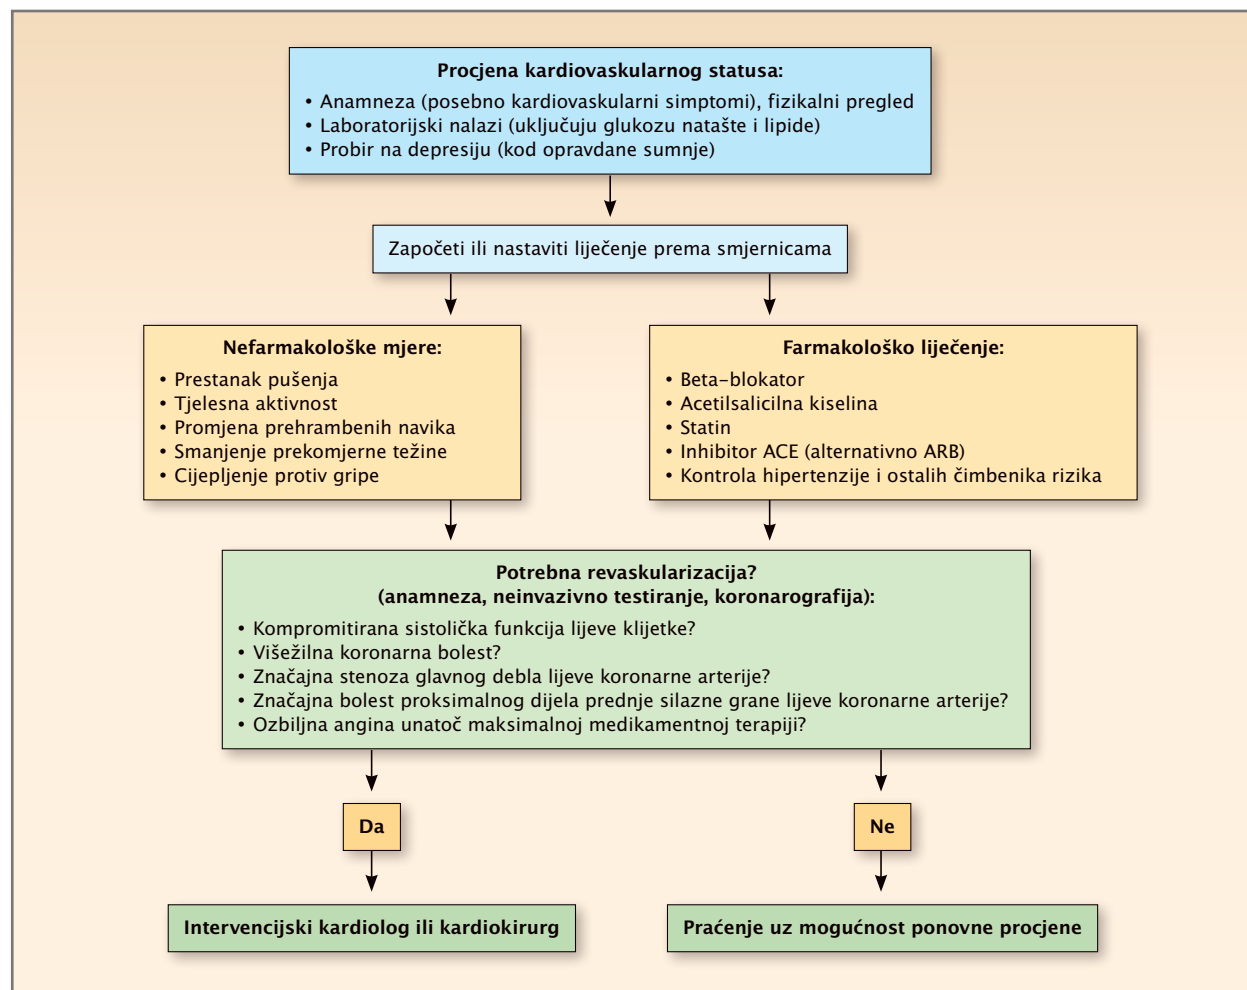 Procjena kardiovaskularnog statusa:
• Anamneza (posebno kardiovaskularni simptomi), fizikalni pregled
• Laboratorijski nalazi (uključuju glukozu natašte i lipide)
• Probir na depresiju (kod opravdane sumnje)
Započeti ili nastaviti liječenje prema smjernicama
Nefarmakološke mjere:
• Prestanak pušenja
• Tjelesna aktivnost
• Promjena prehrambenih navika
• Smanjenje prekomjerne težine
• Cijepljenje protiv gripe
Farmakološko liječenje:
• Beta-blokator
• Acetilsalicilna kiselina
• Statin
• Inhibitor ACE (alternativno ARB)
• Kontrola hipertenzije i ostalih čimbenika rizika
Potrebna revaskularizacija?
(anamneza, neinvazivno testiranje, koronarografija):
• Kompromitirana sistolička funkcija lijeve klijetke?
• Višežilna koronarna bolest?
• Značajna stenoza glavnog debla lijeve koronarne arterije?
• Značajna bolest proksimalnog dijela prednje silazne grane lijeve koronarne arterije?
• Ozbiljna angina unatoč maksimalnoj medikamentnoj terapiji?
Da
Ne
Intervencijski kardiolog ili kardiokirurg
Praćenje uz mogućnost ponovne procjene